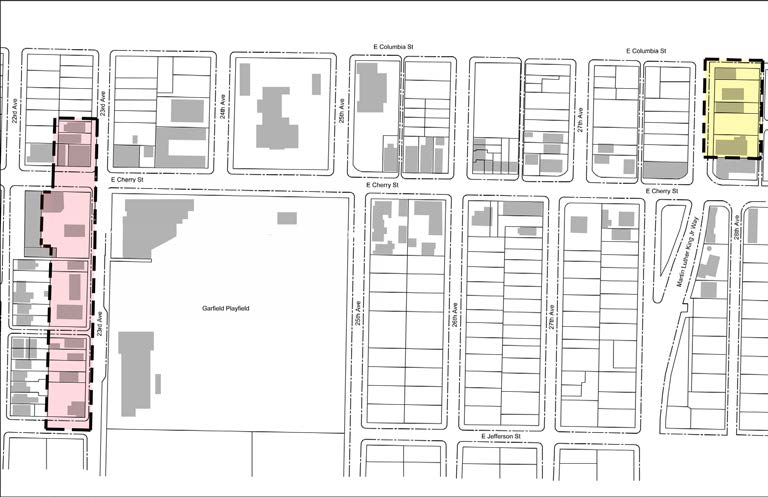 E Columbia St
E Columbia St
22nd Ave
23rd Ave
24th Ave
25th Ave
27th Ave
E Cherry St
E Cherry St
E Cherry St
Martin Luther King Jr Way
28th Ave
Garfield Playfield
23rd Ave
25th Ave
26th Ave
27th Ave
E Jefferson St